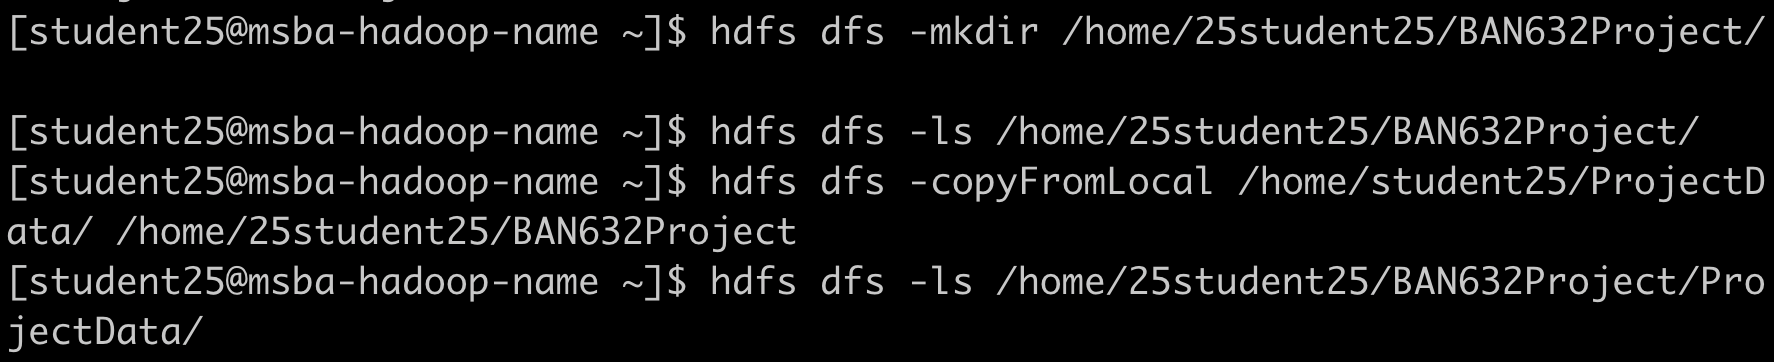 [student25@msba-hadoop-name ~]$ hdfs dfs -mkdir /home/25student25/BAN632Project/
[student25@msba-hadoop-name ~]$ hdfs dfs -ls /home/25student25/BAN632Project/
[student25@msba-hadoop-name ~]$ hdfs dfs -copyFromLocal /home/student25/ProjectD
ata/ /home/25student25/BAN632Project
[student25@msba-hadoop-name ~]$ hdfs dfs -ls /home/25student25/BAN632Project/Pro
jectData/